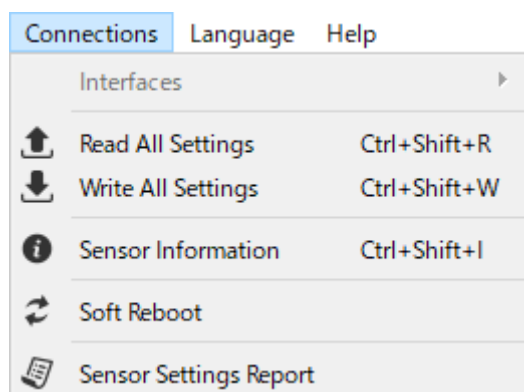 Connections Language Help
Interfaces
Read All Settings Ctrl+Shift+R
Write All Settings Ctrl+Shift+W
Sensor Information Ctrl+Shift+I
Soft Reboot
Sensor Settings Report